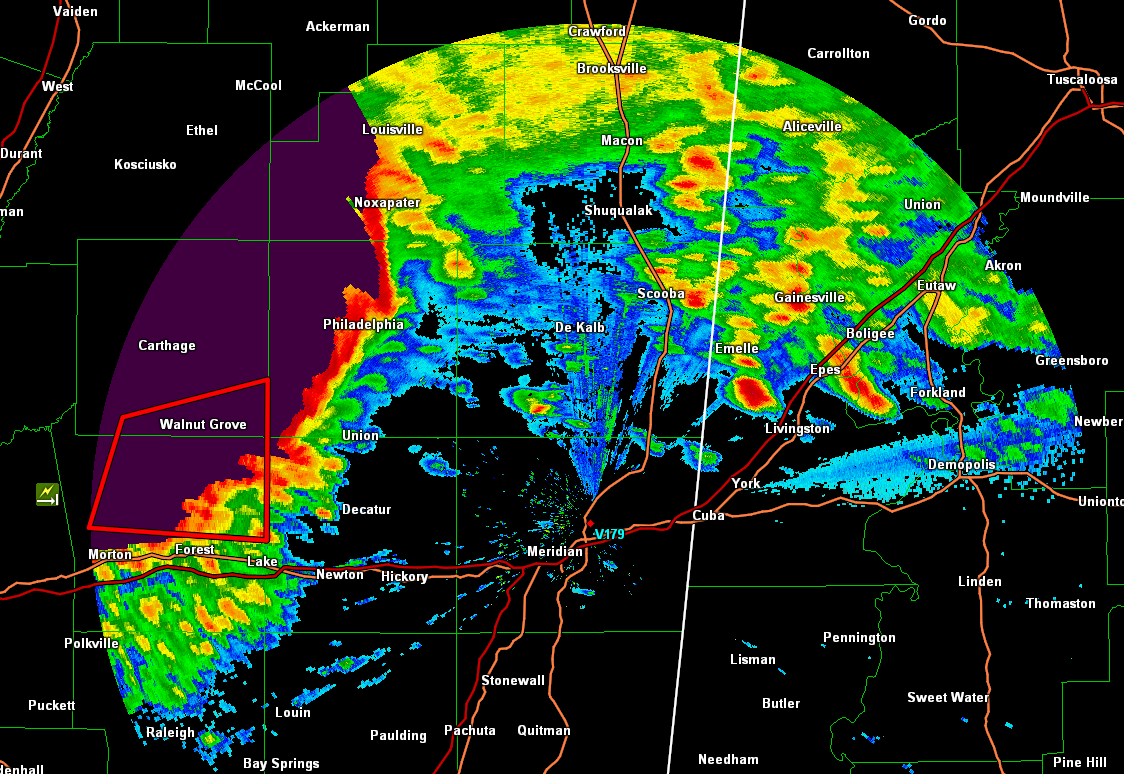 Vaiden
Ackerman
Crawford
Gordo
Carrollton
Brooksville
Tuscaloosa
West
McCool
Ethel
Louisville
Aliceville
Macon
Durant
Kosciusko
Noxapater
Shuqualak
Union
Moundville
man
Akron
Eutaw
Scooba
Gainesville
Philadelphia
De Kalb
Boligee
Carthage
Emelle
Greensboro
Epes
Forkland
Walnut Grove
Union
Livingston
Newber
Demopolis
York
Uniontc
Decatur
Cuba
V179
Morton
Forest
Lake
Meridian
Newton
Hickory
Linden
Thomaston
Polkville
Pennington
Lisman
Stonewall
Puckett
Butler
Sweet Water
Louin
Raleigh
Paulding
Pachuta
Quitman
Needham
Bay Springs
Pine Hill
denhall